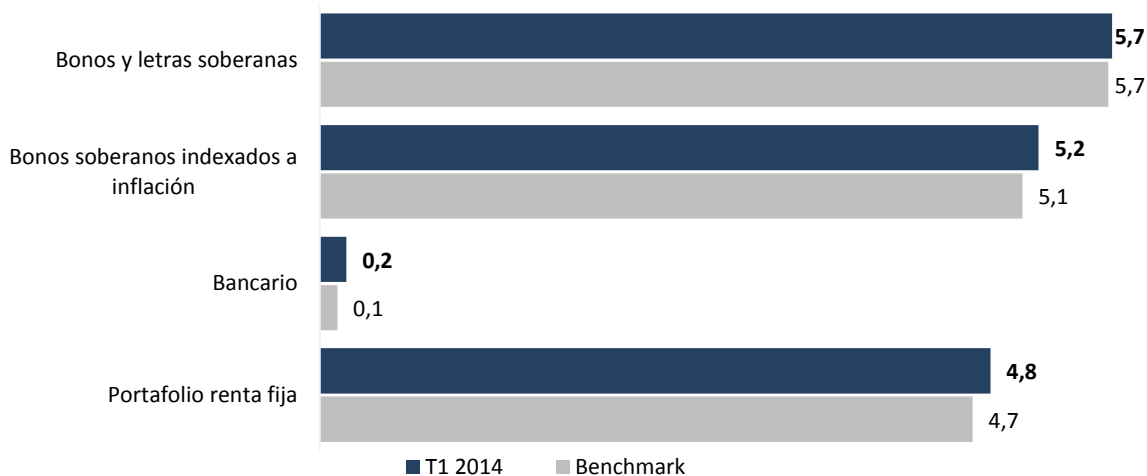 Bonos y letras soberanas
5,7
5,7
Bonos soberanos indexados a
inflación
5,2
5,1
Bancario
0,2
0,1
Portafolio renta fija
4,8
4,7
T1 2014 Benchmark